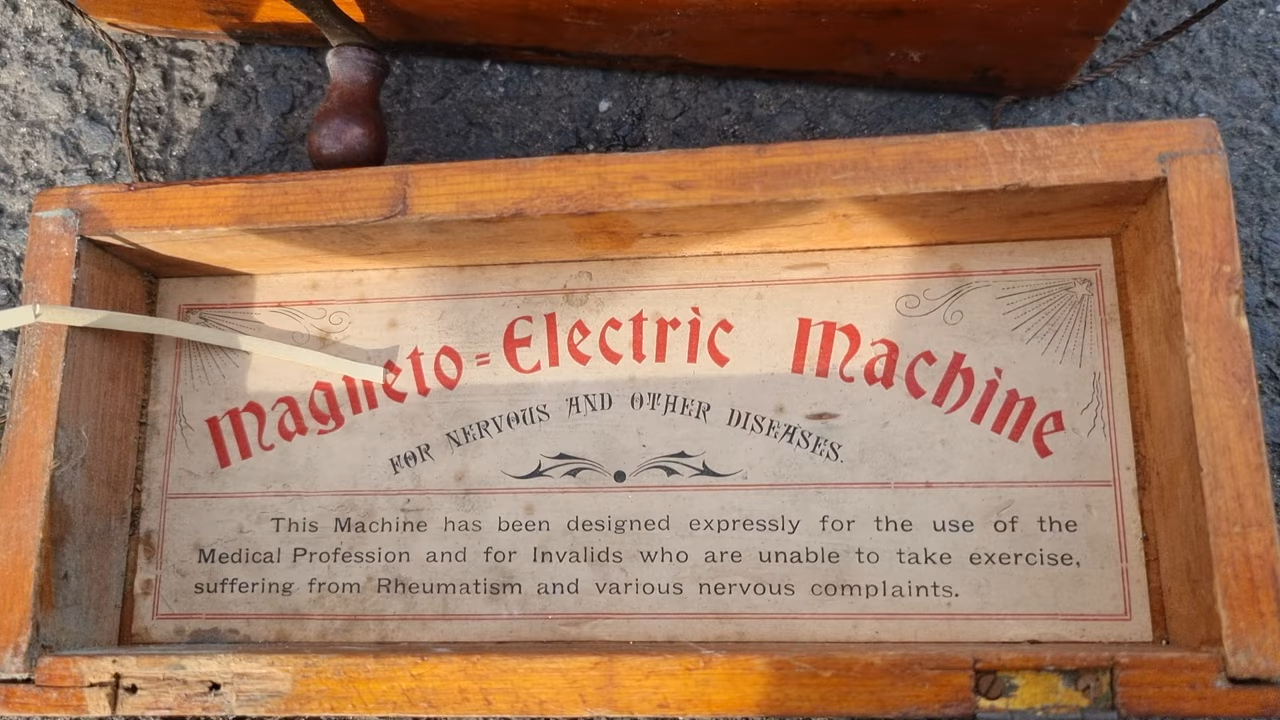 Magneto=Electric Machine
FOR NERVOUS AND OTHER DISEASES.
This Machine has been designed expressly for the use of the
Medical Profession and for Invalids who are unable to take exercise,
suffering from Rheumatism and various nervous complaints.